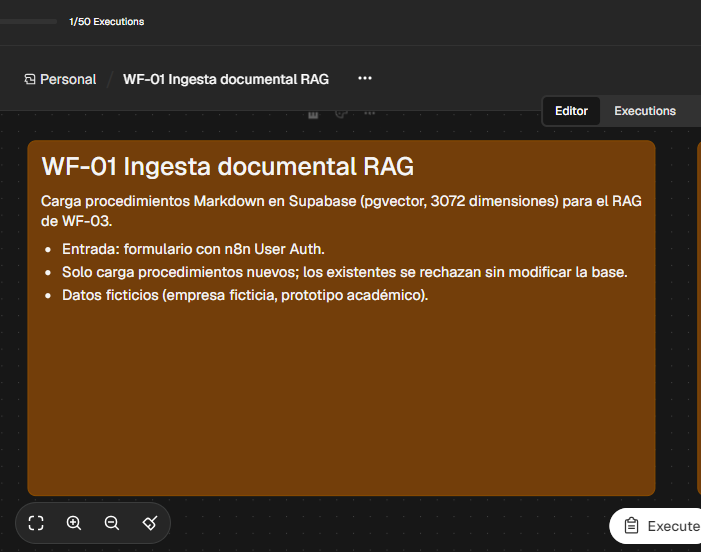 1/50 Executions
Personal / WF-01 Ingesta documental RAG ...
Editor Executions
WF-01 Ingesta documental RAG
Carga procedimientos Markdown en Supabase (pgvector, 3072 dimensiones) para el RAG
de WF-03.
• Entrada: formulario con n8n User Auth.
• Solo carga procedimientos nuevos; los existentes se rechazan sin modificar la base.
• Datos ficticios (empresa ficticia, prototipo académico).
Execute